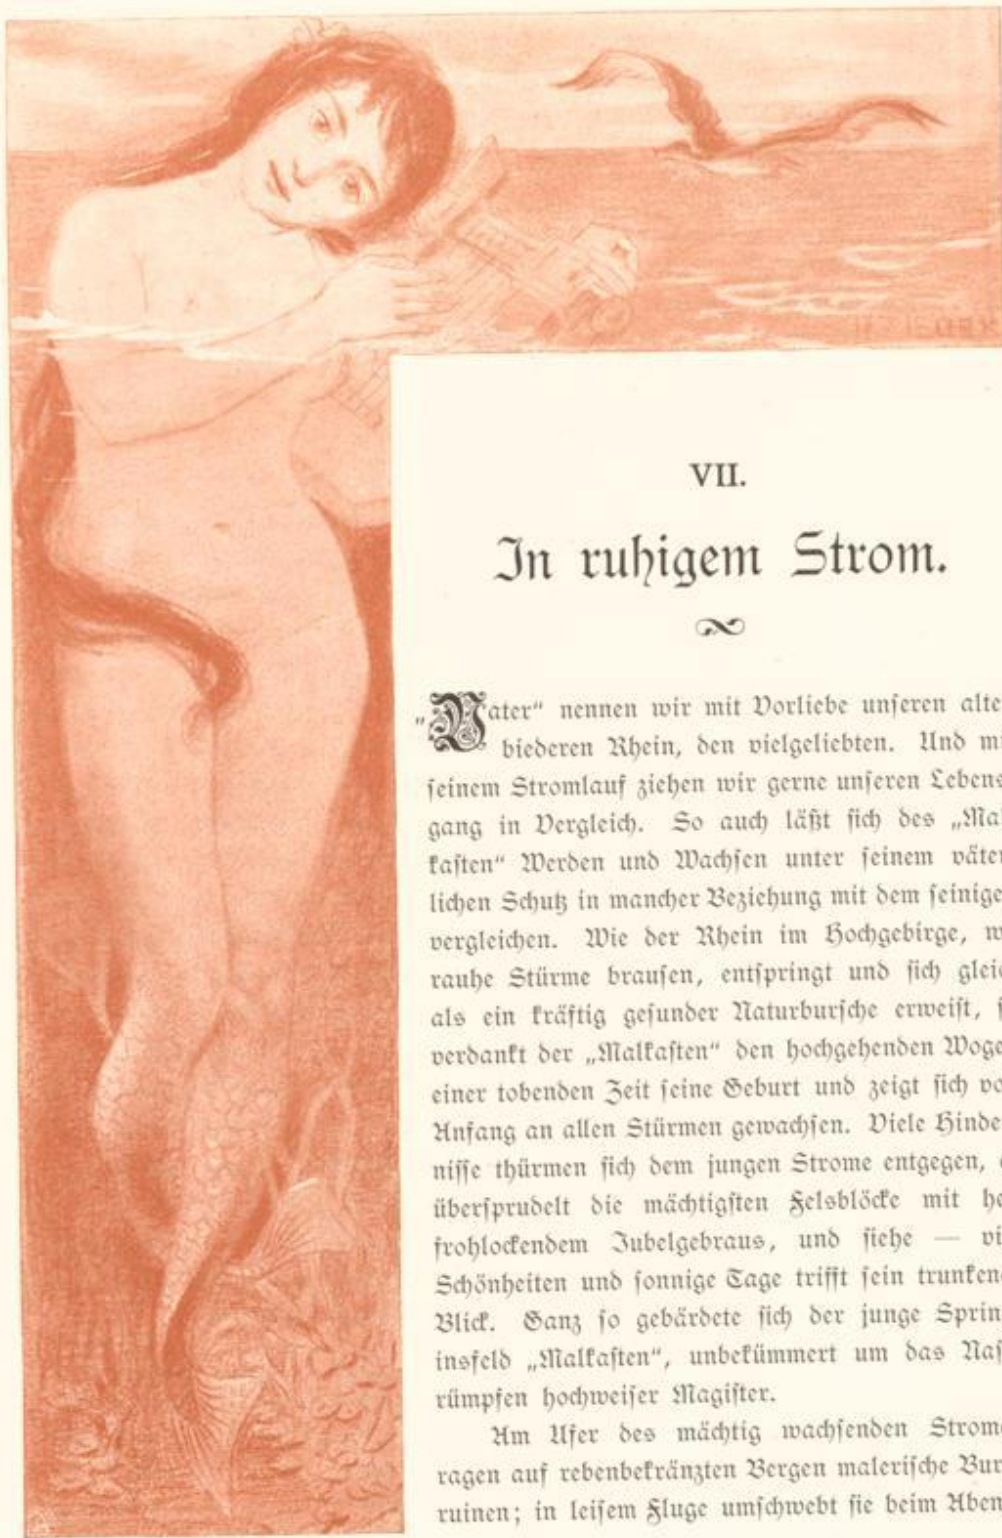 VII.
In ruhigem Strom.
„Vater“ nennen wir mit Vorliebe unseren alte
biederen Rhein, den vielgeliebten. Und mi
seinem Stromlauf ziehen wir gerne unseren Lebens
gang in Vergleich. So auch läßt sich des „Mal
kasten“ Werden und Wachsen unter seinem väter
lichen Schutz in mancher Beziehung mit dem seinige
vergleichen. Wie der Rhein im Hochgebirge, w
rauhe Stürme brausen, entspringt und sich gleic
als ein kräftig gesunder Naturbursche erweist, s
verdankt der „Malkasten“ den hochgehenden Woge
einer tobenden Zeit seine Geburt und zeigt sich vo
Anfang an allen Stürmen gewachsen. Viele Hinde
nisse thürmen sich dem jungen Strome entgegen, e
übersprudelt die mächtigsten Felsblöcke mit he
frohlockendem Jubelgebraus, und siehe — vi
Schönheiten und sonnige Tage trifft sein trunkene
Blick. Ganz so gebärdete sich der junge Sprin
insfeld „Malkasten“, unbekümmert um das Nas
rümpfen hochweiser Magister.
Am Ufer des mächtig wachsenden Strome
ragen auf rebenbekränzten Bergen malerische Bur
ruinen; in leisem Fluge umschwebt sie beim Aben